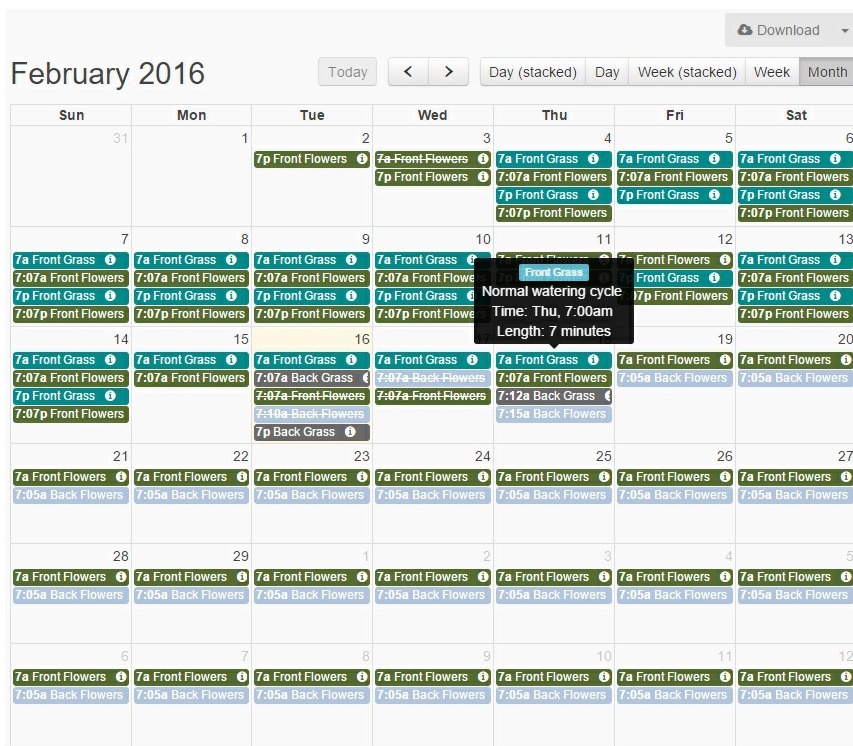 Download
February 2016
Today
Day (stacked)
Day
Week (stacked)
Week
Month
Sun
Mon
Tue
Wed
Thu
Fri
Sat
31
1
2
7p Front Flowers
3
7a Front Flowers
7p Front Flowers
4
7a Front Grass
7:07a Front Flowers
7p Front Grass
7:07p Front Flowers
5
7a Front Grass
7:07a Front Flowers
7p Front Grass
6
7a Front Grass
7:07a Front Flowers
7p Front Grass
7:07p Front Flowers
7
7a Front Grass
7:07a Front Flowers
7p Front Grass
7:07p Front Flowers
8
7a Front Grass
7:07a Front Flowers
7p Front Grass
7:07p Front Flowers
9
7a Front Grass
7:07a Front Flowers
7p Front Grass
7:07p Front Flowers
10
7a Front Grass
7:07a Front Flowers
7p Front Grass
7:07p Front Flowers
11
Front Grass
Normal watering cycle
Time: Thu, 7:00am
Length: 7 minutes
12
Front Flowers
Front Grass
Front Flowers
13
7a Front Grass
7:07a Front Flowers
7p Front Grass
7:07p Front Flowers
14
7a Front Grass
7:07a Front Flowers
7p Front Grass
7:07p Front Flowers
15
7a Front Grass
7:07a Front Flowers
16
7a Front Grass
7:07a Back Grass
7:07a Front Flowers
7:10a Back Flowers
7p Back Grass
7a Front Grass
7:07a Back Flowers
7:07a Front Flowers
7a Front Grass
7:07a Front Flowers
7:12a Back Grass
7:15a Back Flowers
19
7a Front Flowers
7:05a Back Flowers
20
7a Front Flowers
7:05a Back Flowers
21
7a Front Flowers
7:05a Back Flowers
22
7a Front Flowers
7:05a Back Flowers
23
7a Front Flowers
7:05a Back Flowers
24
7a Front Flowers
7:05a Back Flowers
25
7a Front Flowers
7:05a Back Flowers
26
7a Front Flowers
7:05a Back Flowers
27
7a Front Flowers
7:05a Back Flowers
28
7a Front Flowers
7:05a Back Flowers
29
7a Front Flowers
7:05a Back Flowers
1
7a Front Flowers
7:05a Back Flowers
2
7a Front Flowers
7:05a Back Flowers
3
7a Front Flowers
7:05a Back Flowers
4
7a Front Flowers
7:05a Back Flowers
5
7a Front Flowers
7:05a Back Flowers
6
7a Front Flowers
7:05a Back Flowers
7
7a Front Flowers
7:05a Back Flowers
8
7a Front Flowers
7:05a Back Flowers
9
7a Front Flowers
7:05a Back Flowers
10
7a Front Flowers
7:05a Back Flowers
11
7a Front Flowers
7:05a Back Flowers
12
7a Front Flowers
7:05a Back Flowers